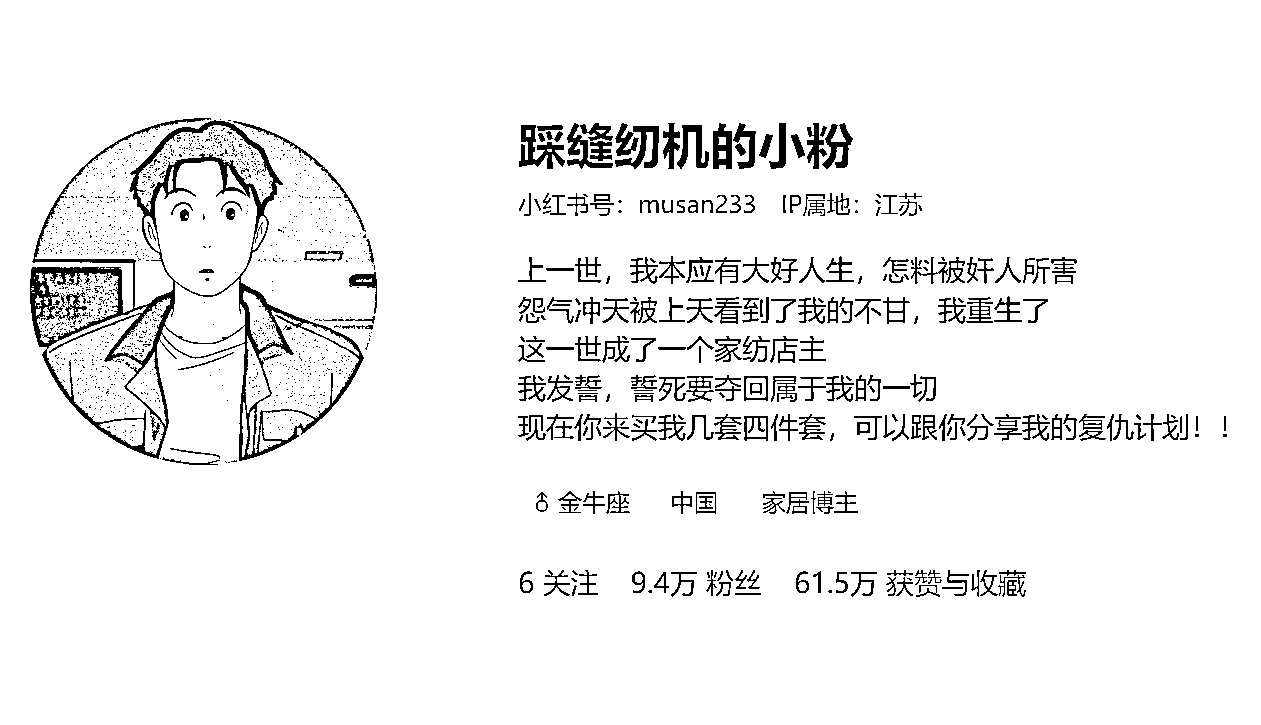 踩缝纫机的小粉
小红书号：musan233 IP属地：江苏
上一世，我本应有大好人生，怎料被奸人所害
怨气冲天被上天看到了我的不甘，我重生了
这一世成了一个家纺店主
我发誓，誓死要夺回属于我的一切
现在你来买我几套四件套，可以跟你分享我的复仇计划！！
♂ 金牛座 中国 家居博主
6 关注 9.4万 粉丝 61.5万 获赞与收藏